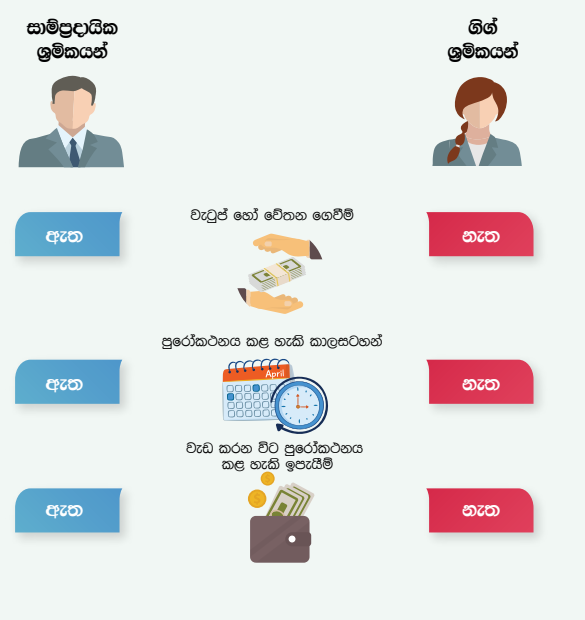 සාම්ප්‍රදායික
ශ්‍රමිකයන්
ගිග්
ශ්‍රමිකයන්
වැටුප් හෝ වේතන ගෙවීම්
ඇත
නැත
පුරෝකථනය කළ හැකි කාලසටහන්
April
ඇත
නැත
වැඩ කරන විට පුරෝකථනය
කළ හැකි ඉපැයීම්
ඇත
නැත